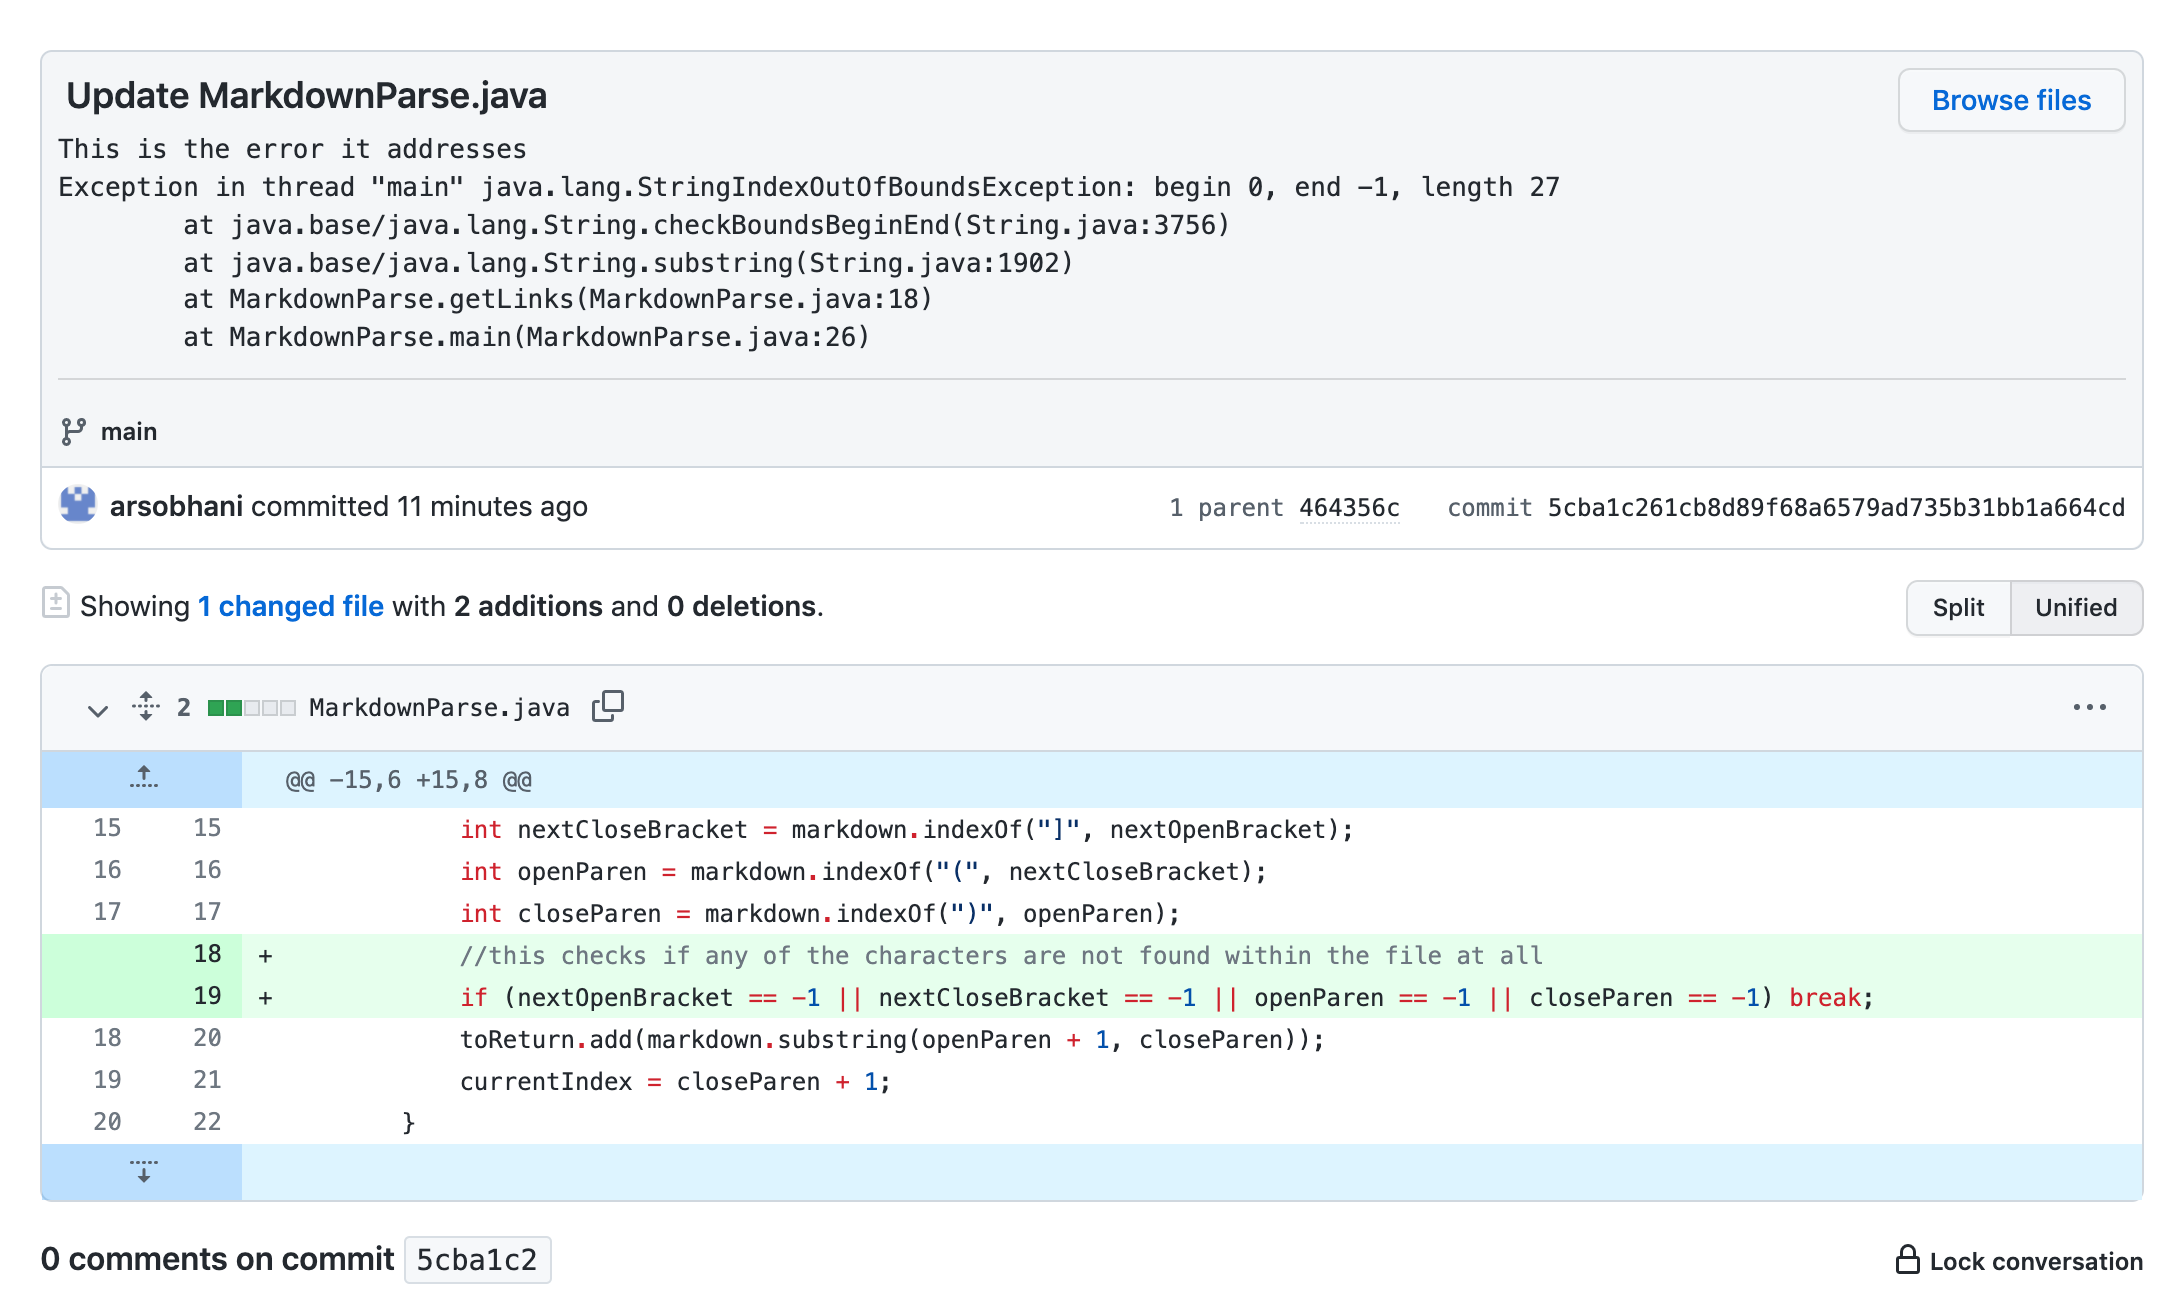 Update MarkdownParse.java
Browse files
This is the error it addresses
Exception in thread "main" java.lang.StringIndexOutOfBoundsException: begin 0, end -1, length 27
        at java.base/java.lang.String.checkBoundsBeginEnd(String.java:3756)
        at java.base/java.lang.String.substring(String.java:1902)
        at MarkdownParse.getLinks(MarkdownParse.java:18)
        at MarkdownParse.main(MarkdownParse.java:26)
main
arsobhani committed 11 minutes ago 1 parent 464356c commit 5cba1c261cb8d89f68a6579ad735b31bb1a664cd
Showing 1 changed file with 2 additions and 0 deletions. Split Unified
2 MarkdownParse.java ...
@@ -15,6 +15,8 @@
15 15 int nextCloseBracket = markdown.indexOf("]", nextOpenBracket);
16 16 int openParen = markdown.indexOf("(", nextCloseBracket);
17 17 int closeParen = markdown.indexOf(")", openParen);
18 + //this checks if any of the characters are not found within the file at all
19 + if (nextOpenBracket == -1 || nextCloseBracket == -1 || openParen == -1 || closeParen == -1) break;
18 20 toReturn.add(markdown.substring(openParen + 1, closeParen));
19 21 currentIndex = closeParen + 1;
20 22 }
0 comments on commit 5cba1c2 Lock conversation